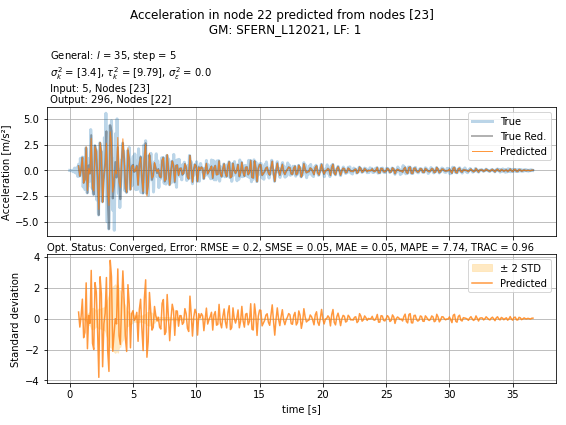 Acceleration in node 22 predicted from nodes [23]
GM: SFERN_L12021, LF: 1
General: l = 35, step = 5
σ²ₖ = [3.4], τ²ₖ = [9.79], σ²ε = 0.0
Input: 5, Nodes [23]
Output: 296, Nodes [22]
Acceleration [m/s²]
5.0
2.5
0.0
−2.5
−5.0
True
True Red.
Predicted
Opt. Status: Converged, Error: RMSE = 0.2, SMSE = 0.05, MAE = 0.05, MAPE = 7.74, TRAC = 0.96
Standard deviation
4
2
0
−2
−4
± 2 STD
Predicted
0 5 10 15 20 25 30 35
time [s]